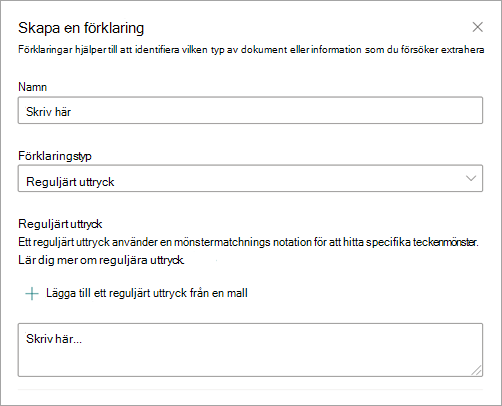 Skapa en förklaring
Förklaringar hjälper till att identifiera vilken typ av dokument eller information som du försöker extrahera
Namn
Skriv här
Förklaringstyp
Reguljärt uttryck
Reguljärt uttryck
Ett reguljärt uttryck använder en mönstermatchnings notation för att hitta specifika teckenmönster.
Lär dig mer om reguljära uttryck.
Lägga till ett reguljärt uttryck från en mall
Skriv här...